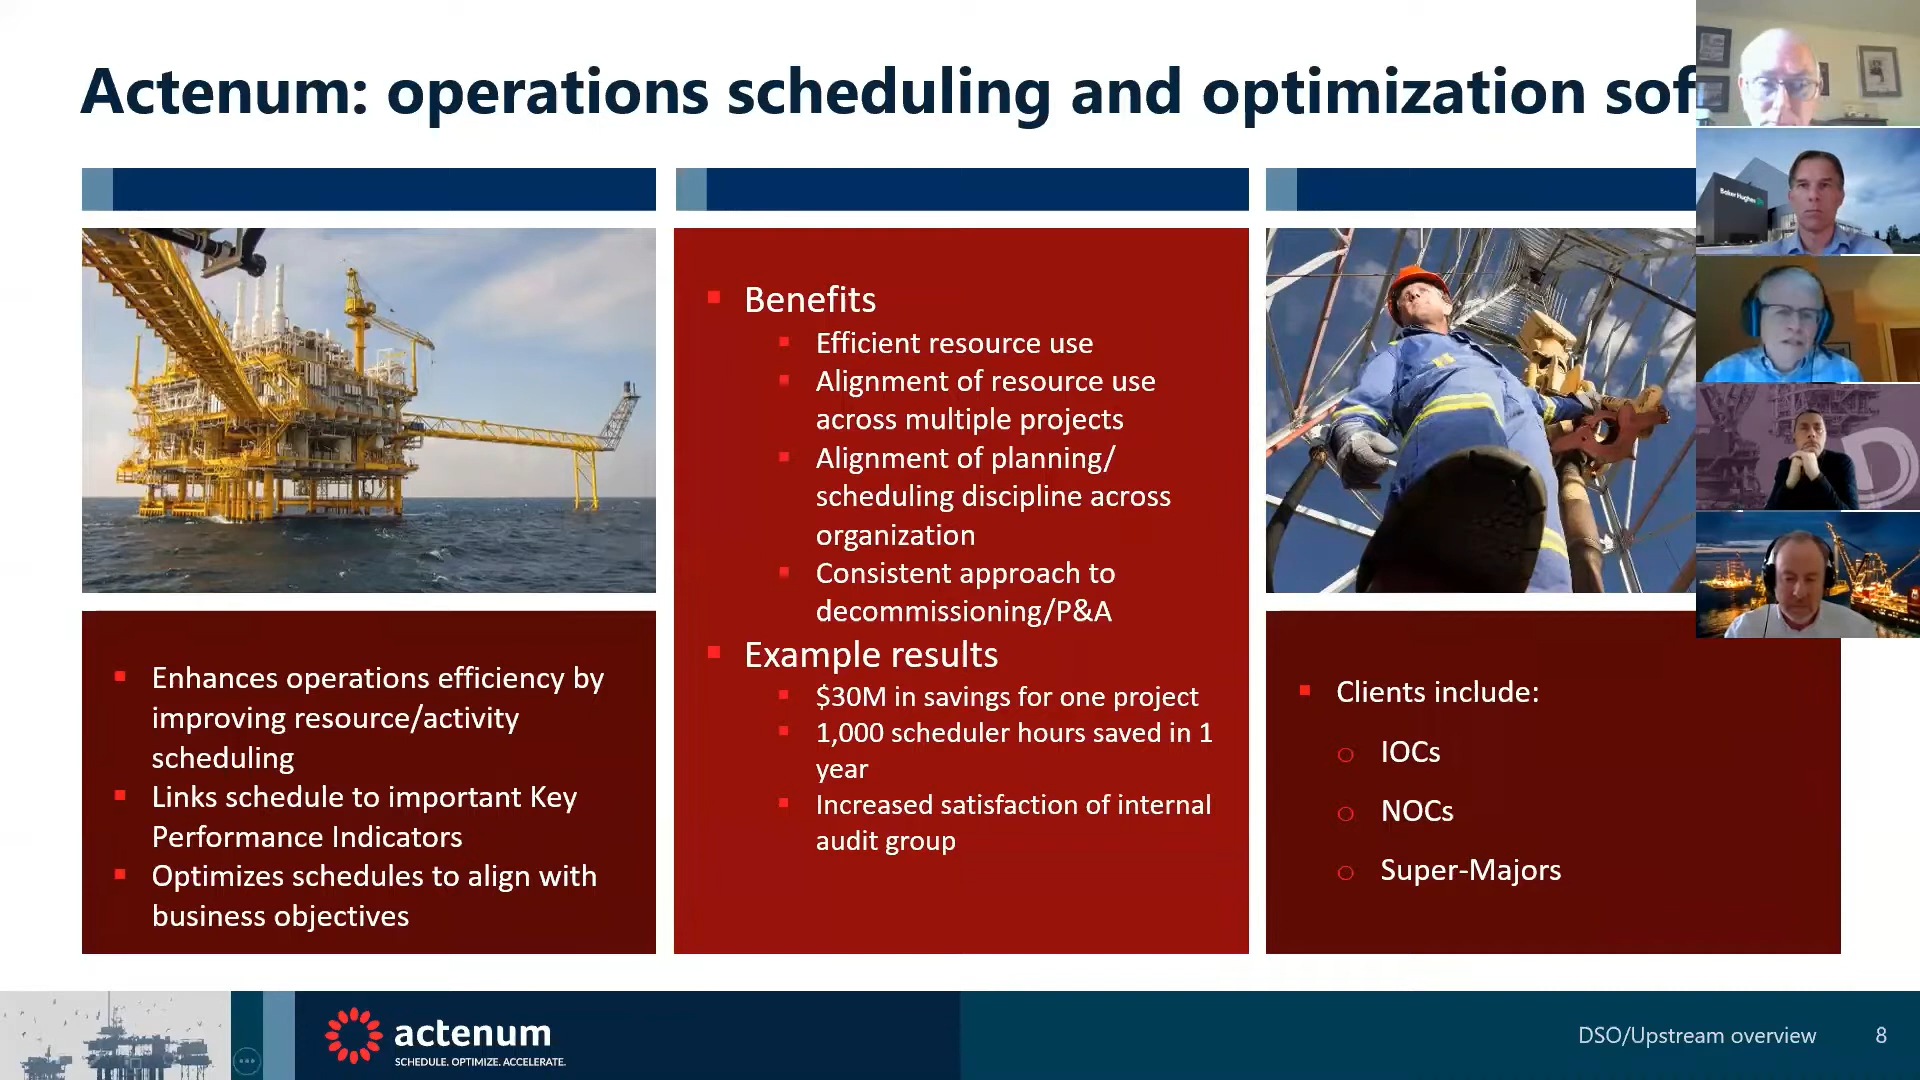 Actenum: operations scheduling and optimization sof
Enhances operations efficiency by
improving resource/activity
scheduling
Links schedule to important Key
Performance Indicators
Optimizes schedules to align with
business objectives
Benefits
Efficient resource use
Alignment of resource use
across multiple projects
Alignment of planning/
scheduling discipline across
organization
Consistent approach to
decommissioning/P&A
Example results
$30M in savings for one project
1,000 scheduler hours saved in 1
year
Increased satisfaction of internal
audit group
Clients include:
IOCs
NOCs
Super-Majors
Baker Hughes
actenum
SCHEDULE. OPTIMIZE. ACCELERATE.
DSO/Upstream overview
8